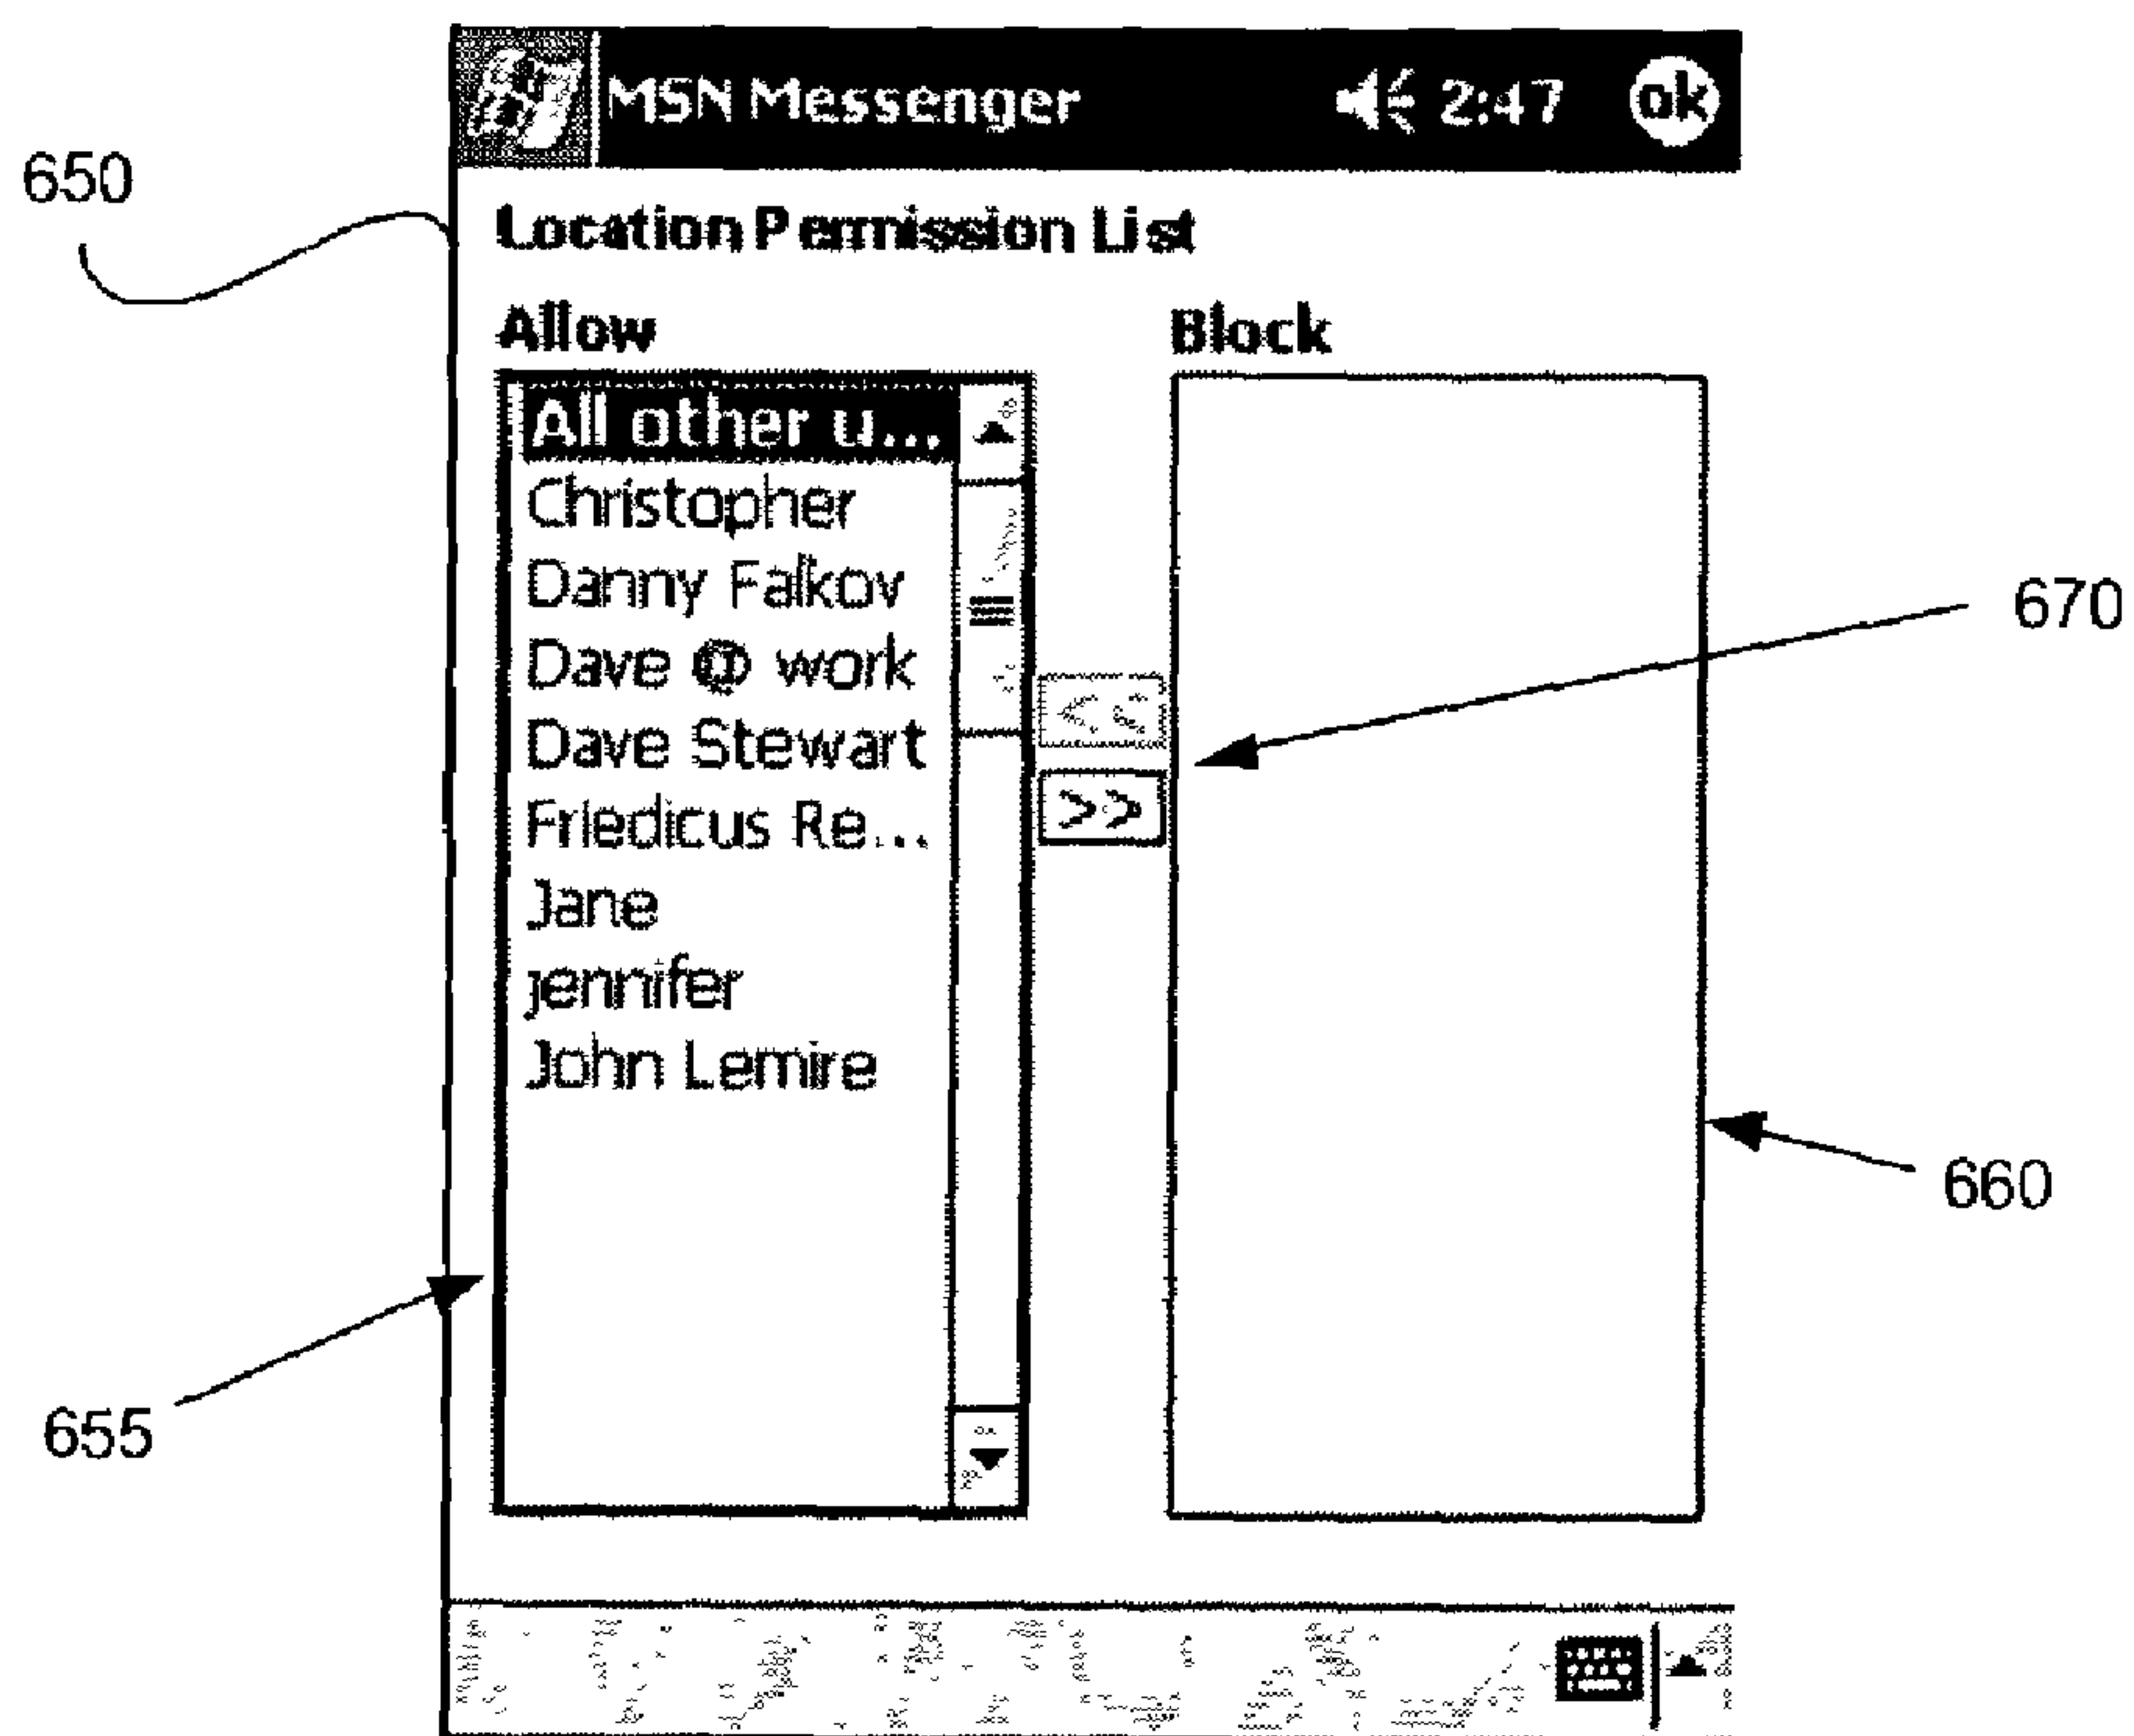 MSN Messenger 2:47 ok
650
Location Permission List
Allow Block
All other u...
Christopher
Danny Falkov
670
Dave @ work
<<
Dave Stewart
>>
Friedicus Re...
Jane
jennifer
John Lemire
660
655